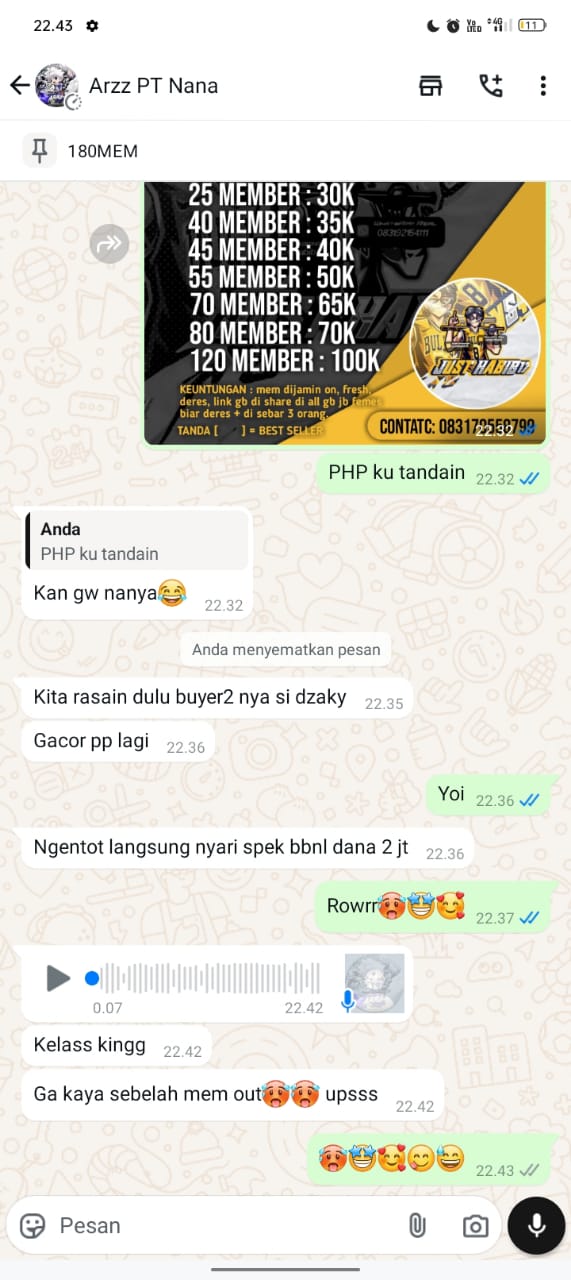 22.43
4G
11
Arzz PT Nana
180MEM
25 MEMBER : 30K
40 MEMBER : 35K
45 MEMBER : 40K
55 MEMBER : 50K
70 MEMBER : 65K
80 MEMBER : 70K
120 MEMBER : 100K
JUST HABIBI
KEUNTUNGAN : mem dijamin on, fresh,
deres, link gb di share di all gb jb femes
biar deres + di sebar 3 orang.
TANDA [ ] = BEST SELLER
CONTATC:
22.32
PHP ku tandain 22.32
Anda
PHP ku tandain
Kan gw nanya😂 22.32
Anda menyematkan pesan
Kita rasain dulu buyer2 nya si dzaky 22.35
Gacor pp lagi 22.36
Yoi 22.36
Ngentot langsung nyari spek bbnl dana 2 jt 22.36
Rowrr🥵🤩🥰 22.37
0.07 22.42
Kelass kingg 22.42
Ga kaya sebelah mem out🥵🥵 upsss 22.42
🥵🤩🥰😋😅 22.43
Pesan